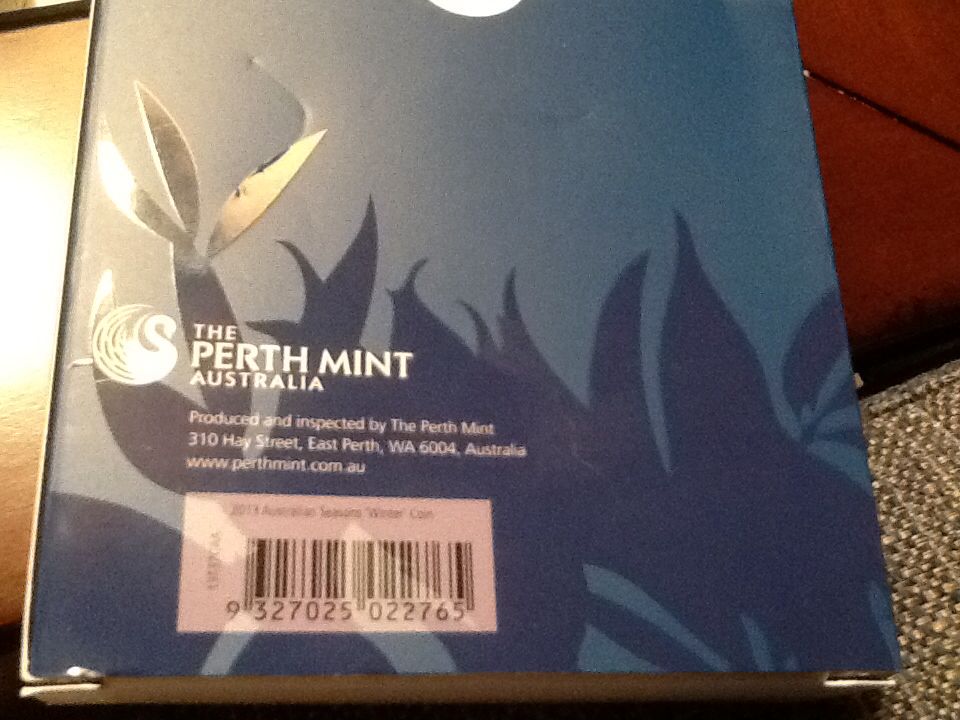 THE
PERTH MINT
AUSTRALIA
Produced and inspected by The Perth Mint
310 Hay Street, East Perth, WA 6004, Australia
www.perthmint.com.au
2013 Australian Seasons 'Winter' Coin
9 327025 022765